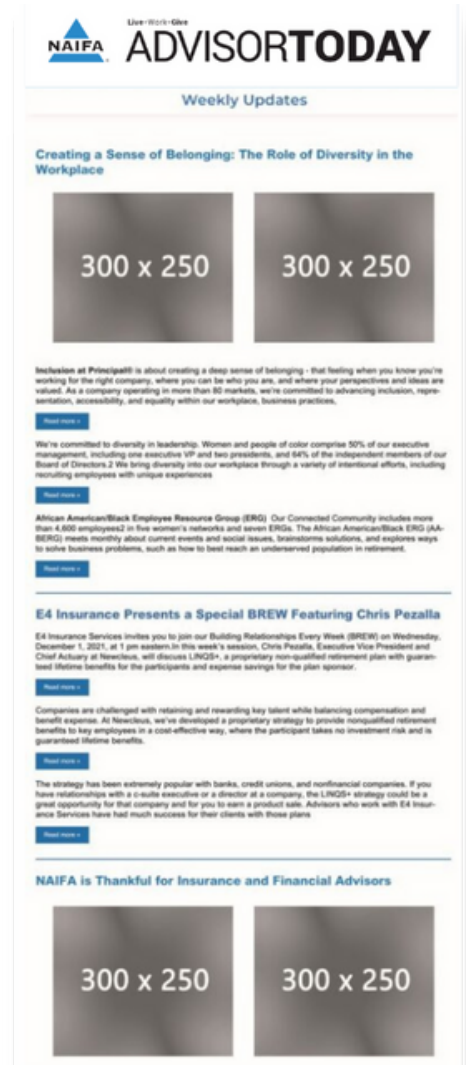 Live•Work•Give
NAIFA
ADVISORTODAY
Weekly Updates
Creating a Sense of Belonging: The Role of Diversity in the
Workplace
300 x 250
300 x 250
Inclusion at Principal® is about creating a deep sense of belonging - that feeling when you know you're
working for the right company, where you can be who you are, and where your perspectives and ideas are
valued. As a company operating in more than 80 markets, we're committed to advancing inclusion, repre-
sentation, accessibility, and equality within our workplace, business practices,
Read more »
We're committed to diversity in leadership. Women and people of color comprise 50% of our executive
management, including one executive VP and two presidents, and 64% of the independent members of our
Board of Directors.2 We bring diversity into our workplace through a variety of intentional efforts, including
recruiting employees with unique experiences
Read more »
African American/Black Employee Resource Group (ERG) Our Connected Community includes more
than 4,600 employees2 in five women's networks and seven ERGs. The African American/Black ERG (AA-
BERG) meets monthly about current events and social issues, brainstorms solutions, and explores ways
to solve business problems, such as how to best reach an underserved population in retirement.
Read more »
E4 Insurance Presents a Special BREW Featuring Chris Pezalla
E4 Insurance Services invites you to join our Building Relationships Every Week (BREW) on Wednesday,
December 1, 2021, at 1 pm eastern.In this week's session, Chris Pezalla, Executive Vice President and
Chief Actuary at Newcleus, will discuss LINQS+, a proprietary non-qualified retirement plan with guaran-
teed lifetime benefits for the participants and expense savings for the plan sponsor.
Read more »
Companies are challenged with retaining and rewarding key talent while balancing compensation and
benefit expense. At Newcleus, we've developed a proprietary strategy to provide nonqualified retirement
benefits to key employees in a cost-effective way, where the participant takes no investment risk and is
guaranteed lifetime benefits.
Read more »
The strategy has been extremely popular with banks, credit unions, and nonfinancial companies. If you
have relationships with a c-suite executive or a director at a company, the LINQS+ strategy could be a
great opportunity for that company and for you to earn a product sale. Advisors who work with E4 Insur-
ance Services have had much success for their clients with those plans
Read more »
NAIFA is Thankful for Insurance and Financial Advisors
300 x 250
300 x 250